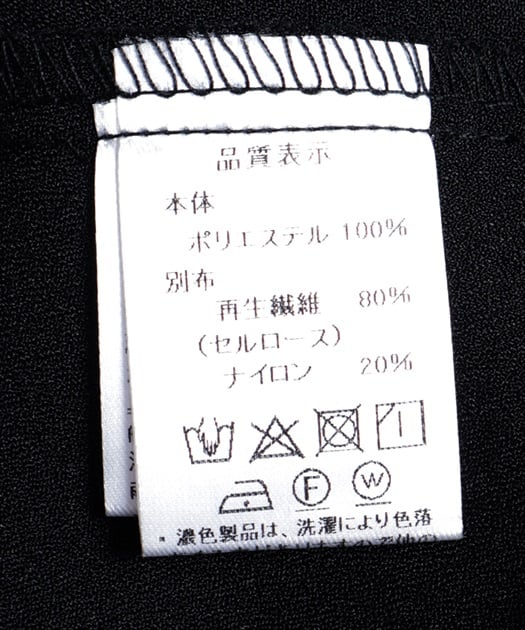 品質表示
本体
ポリエステル 100%
別布
再生繊維 80%
(セルロース)
ナイロン 20%
F W
* 濃色製品は、洗濯により色落